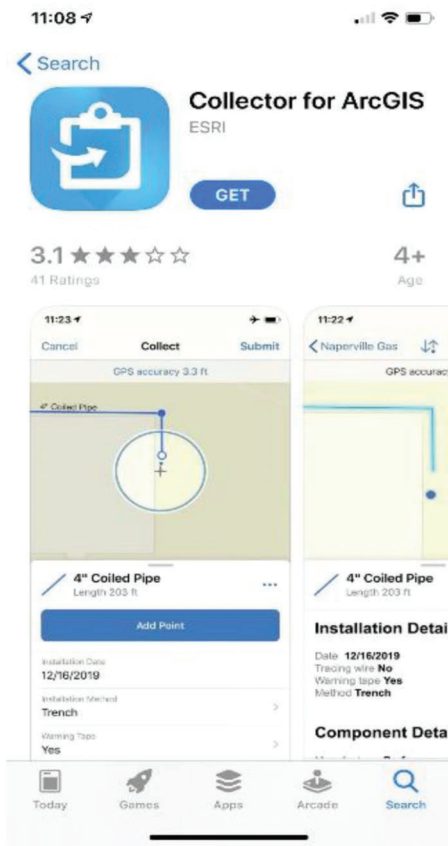 11:08
Search
Collector for ArcGIS
ESRI
GET
3.1
4+
41 Ratings
Age
11:23
Cancel Collect Submit
GPS accuracy 3.3 ft
4" Coiled Pipe
4" Coiled Pipe
Length 203 ft
Add Point
Installation Date
12/16/2019
Installation Method
Trench
Warning Tape
Yes
11:22
Naperville Gas
GPS accurac
4" Coiled Pipe
Length 203 ft
Installation Detai
Date 12/16/2019
Tracing wire No
Warning tape Yes
Method Trench
Component Deta
Today Games Apps Arcade Search